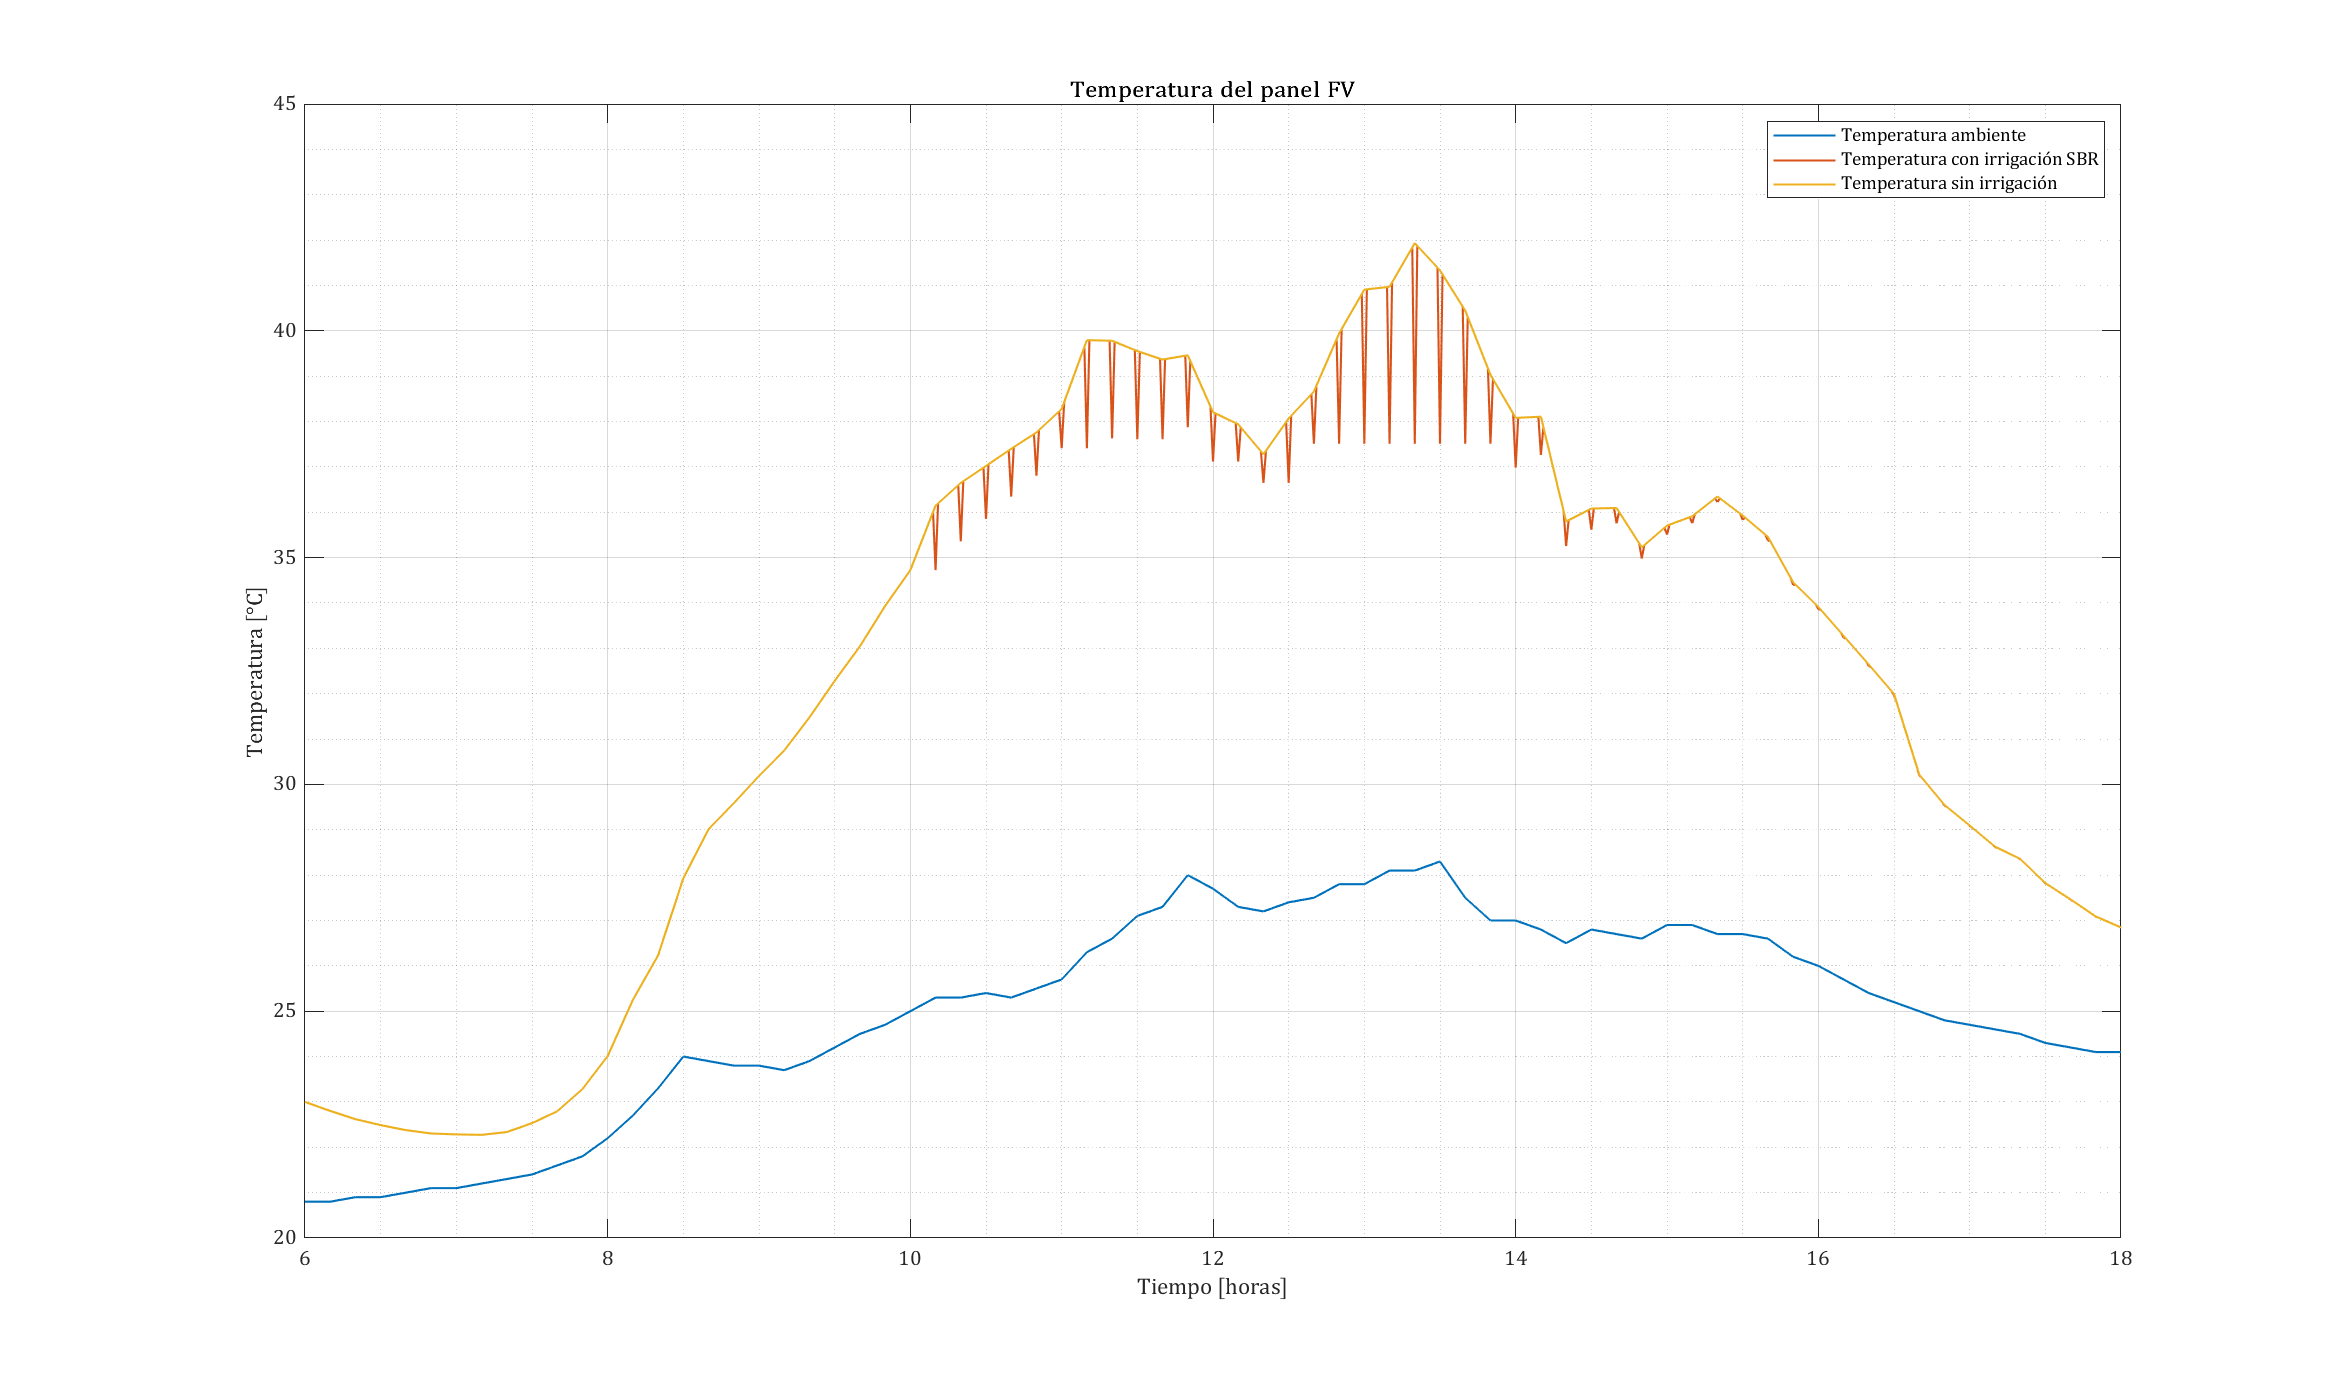 Temperatura del panel FV
Temperatura ambiente
Temperatura con irrigación SBR
Temperatura sin irrigación
45
40
35
30
25
20
Temperatura [°C]
6 8 10 12 14 16 18
Tiempo [horas]